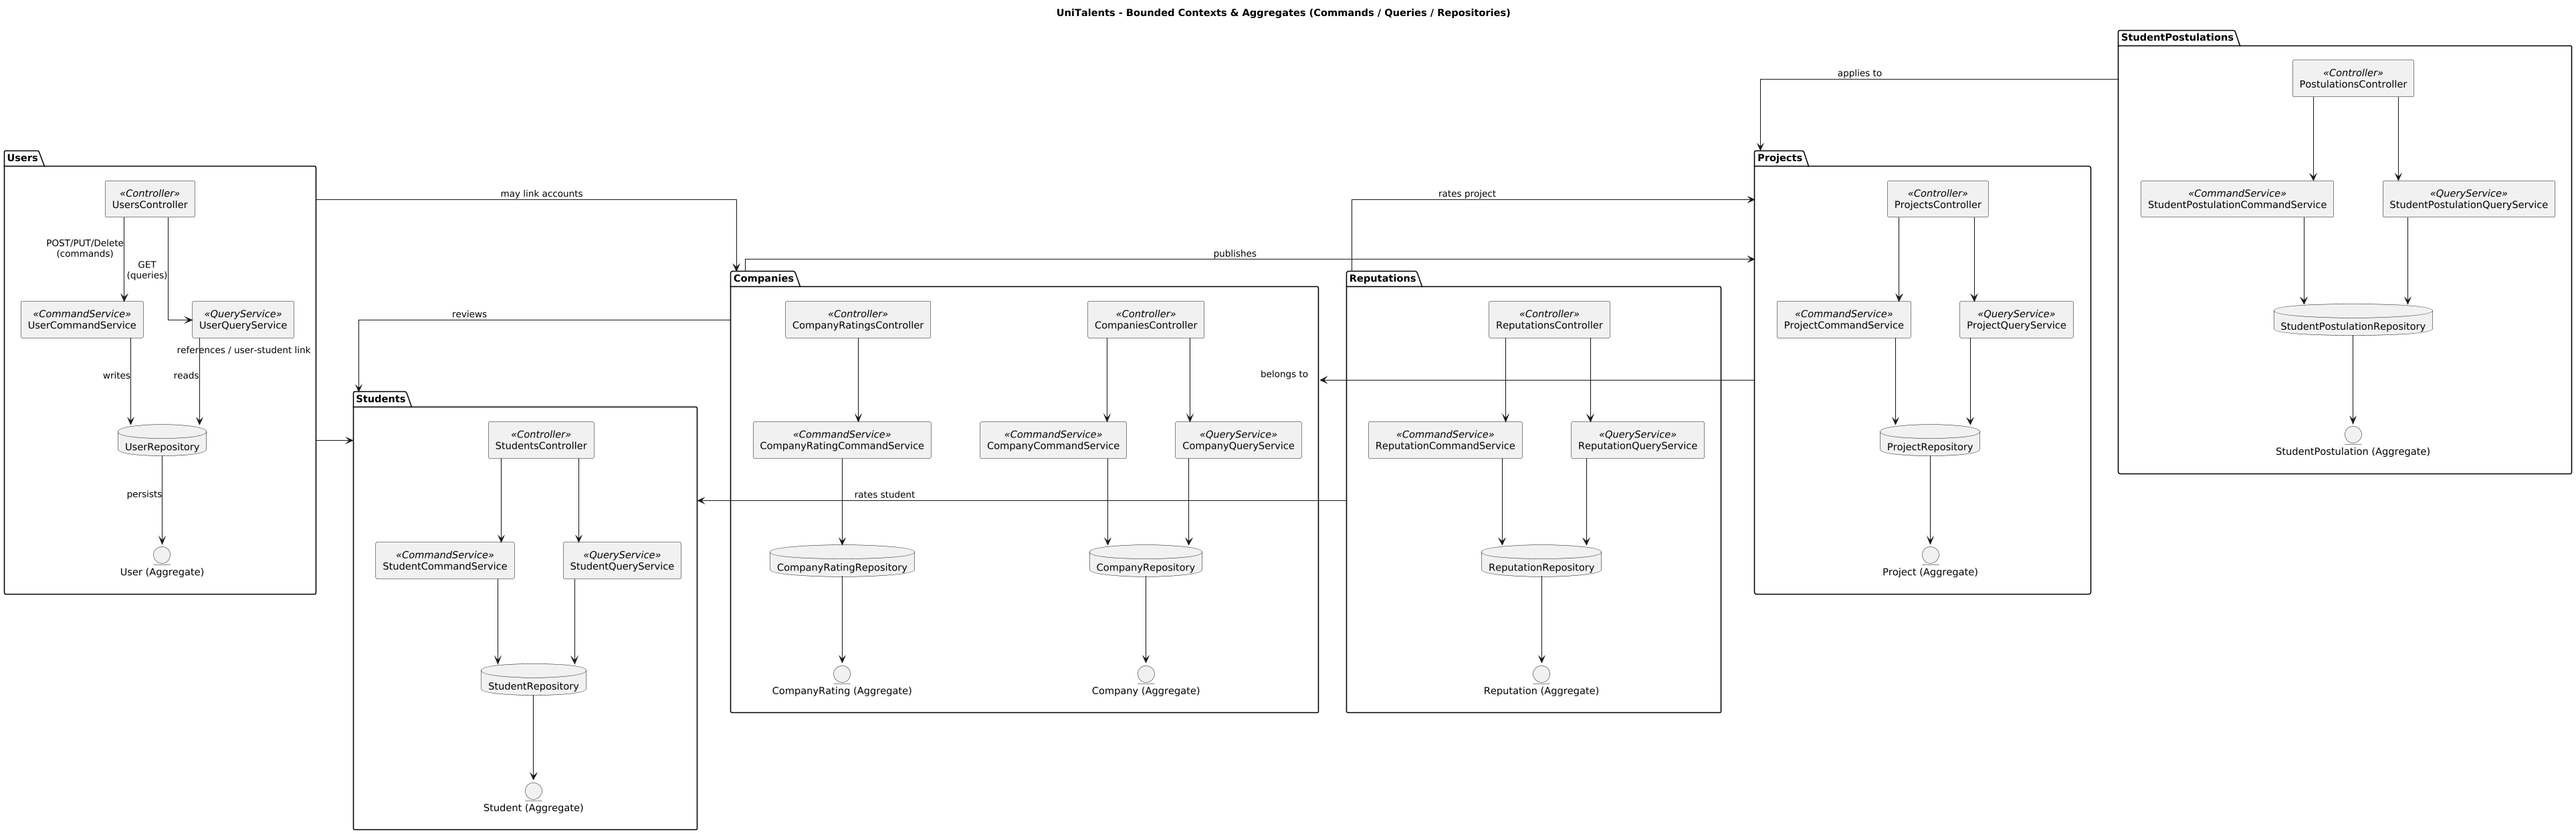 UniTalents - Bounded Contexts & Aggregates (Commands / Queries / Repositories)
StudentPostulations
«Controller»
PostulationsController
«CommandService»
StudentPostulationCommandService
«QueryService»
StudentPostulationQueryService
StudentPostulationRepository
StudentPostulation (Aggregate)
applies to
Projects
«Controller»
ProjectsController
«CommandService»
ProjectCommandService
«QueryService»
ProjectQueryService
ProjectRepository
Project (Aggregate)
Users
«Controller»
UsersController
POST/PUT/Delete
(commands)
GET
(queries)
«CommandService»
UserCommandService
«QueryService»
UserQueryService
references / user-student link
writes
reads
UserRepository
persists
User (Aggregate)
may link accounts
rates project
publishes
reviews
belongs to
rates student
Companies
«Controller»
CompanyRatingsController
«Controller»
CompaniesController
«CommandService»
CompanyRatingCommandService
«CommandService»
CompanyCommandService
«QueryService»
CompanyQueryService
CompanyRatingRepository
CompanyRepository
CompanyRating (Aggregate)
Company (Aggregate)
Reputations
«Controller»
ReputationsController
«CommandService»
ReputationCommandService
«QueryService»
ReputationQueryService
ReputationRepository
Reputation (Aggregate)
Students
«Controller»
StudentsController
«CommandService»
StudentCommandService
«QueryService»
StudentQueryService
StudentRepository
Student (Aggregate)